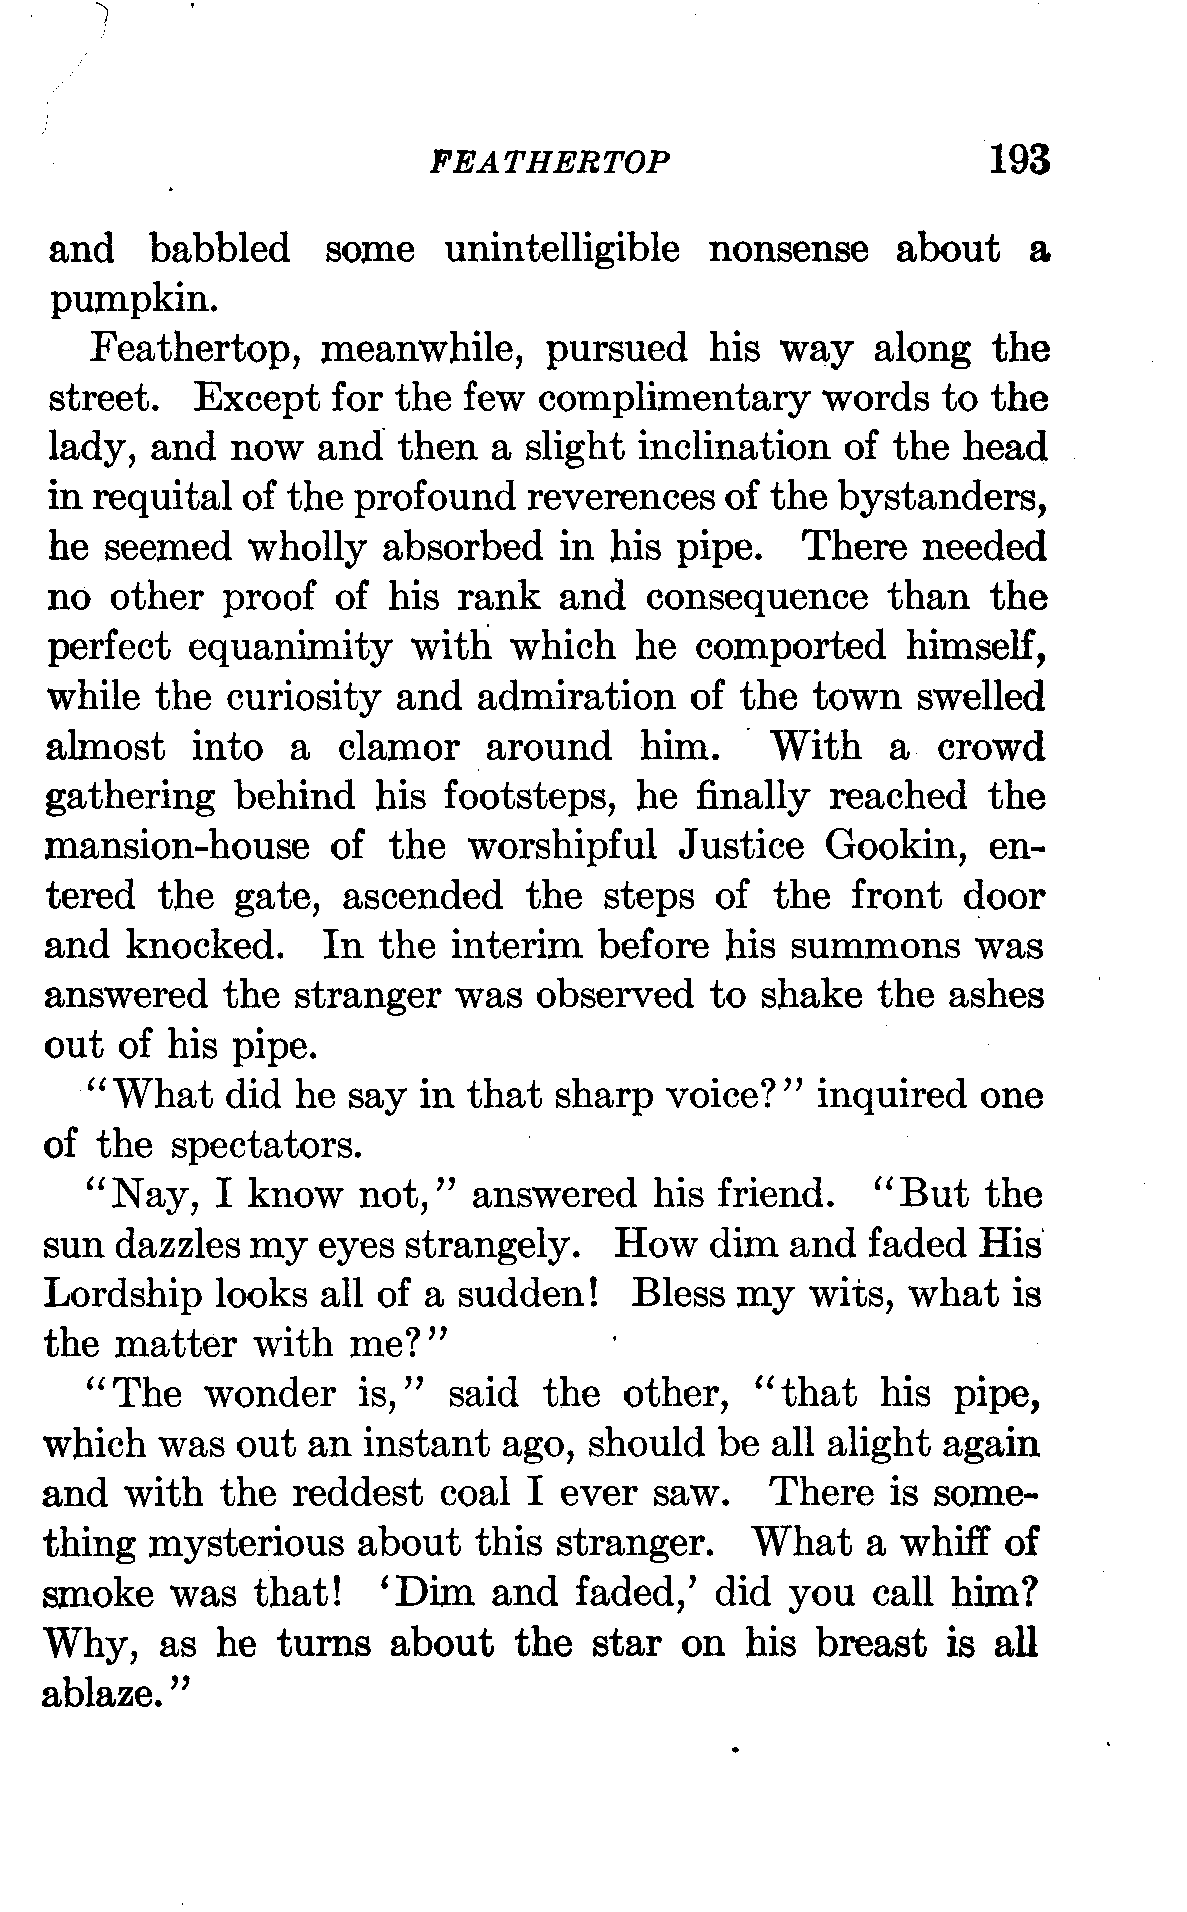 FEATHERTOP 193
and babbled some unintelligible nonsense about a
pumpkin.
Feathertop, meanwhile, pursued his way along the
street. Except for the few complimentary words to the
lady, and now and then a slight inclination of the head
in requital of the profound reverences of the bystanders,
he seemed wholly absorbed in his pipe. There needed
no other proof of his rank and consequence than the
perfect equanimity with which he comported himself,
while the curiosity and admiration of the town swelled
almost into a clamor around him. With a crowd
gathering behind his footsteps, he finally reached the
mansion-house of the worshipful Justice Gookin, en-
tered the gate, ascended the steps of the front door
and knocked. In the interim before his summons was
answered the stranger was observed to shake the ashes
out of his pipe.
"What did he say in that sharp voice?" inquired one
of the spectators.
"Nay, I know not," answered his friend. "But the
sun dazzles my eyes strangely. How dim and faded His
Lordship looks all of a sudden! Bless my wits, what is
the matter with me?"
"The wonder is," said the other, "that his pipe,
which was out an instant ago, should be all alight again
and with the reddest coal I ever saw. There is some-
thing mysterious about this stranger. What a whiff of
smoke was that! 'Dim and faded,' did you call him?
Why, as he turns about the star on his breast is all
ablaze."